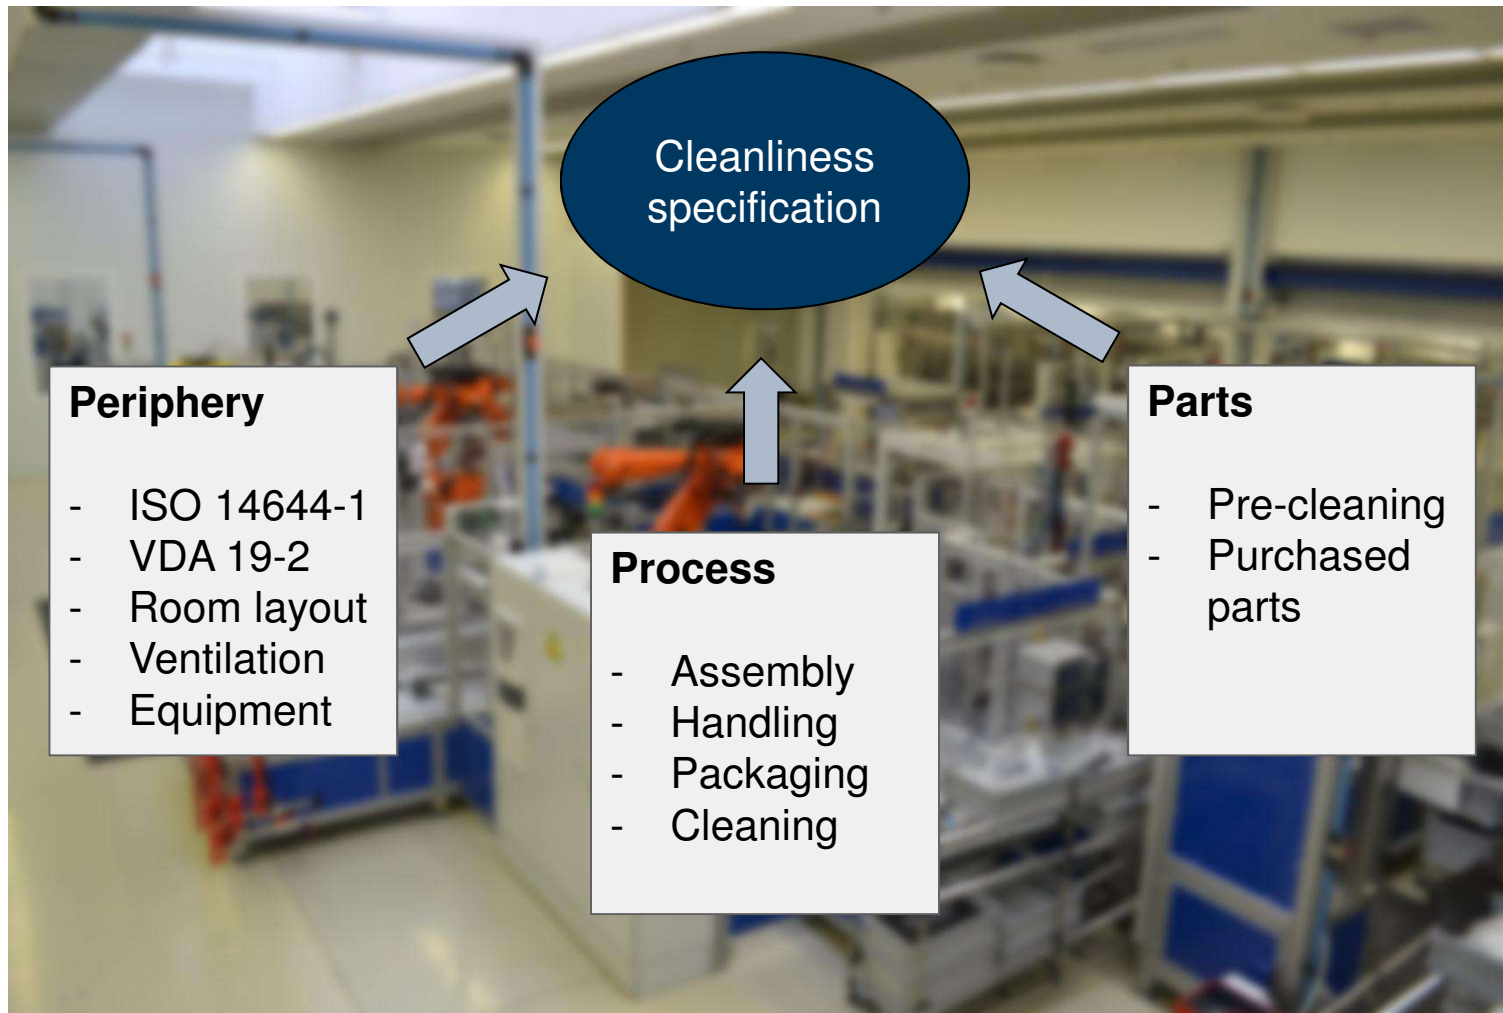 Cleanliness
specification
Periphery
- ISO 14644-1
- VDA 19-2
- Room layout
- Ventilation
- Equipment
Process
- Assembly
- Handling
- Packaging
- Cleaning
Parts
- Pre-cleaning
- Purchased
parts